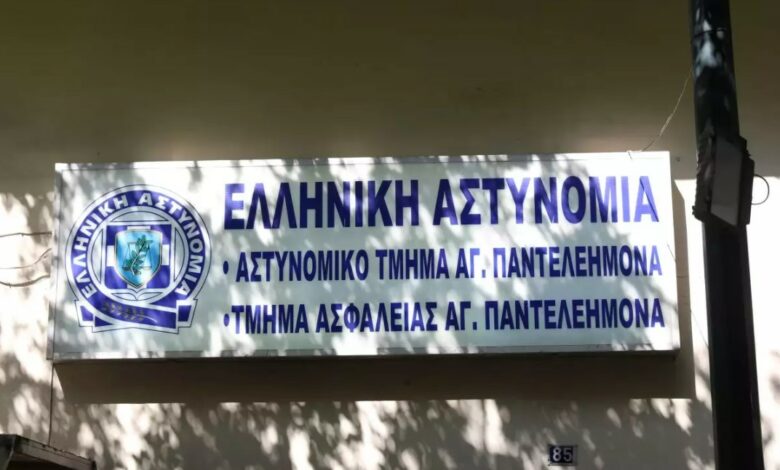 ΕΛΛΗΝΙΚΗ ΑΣΤΥΝΟΜΙΑ
ΕΛΛΗΝΙΚΗ ΑΣΤΥΝΟΜΙΑ
• ΑΣΤΥΝΟΜΙΚΟ ΤΜΗΜΑ ΑΓ. ΠΑΝΤΕΛΕΗΜΟΝΑ
• ΤΜΗΜΑ ΑΣΦΑΛΕΙΑΣ ΑΓ. ΠΑΝΤΕΛΕΗΜΟΝΑ
85